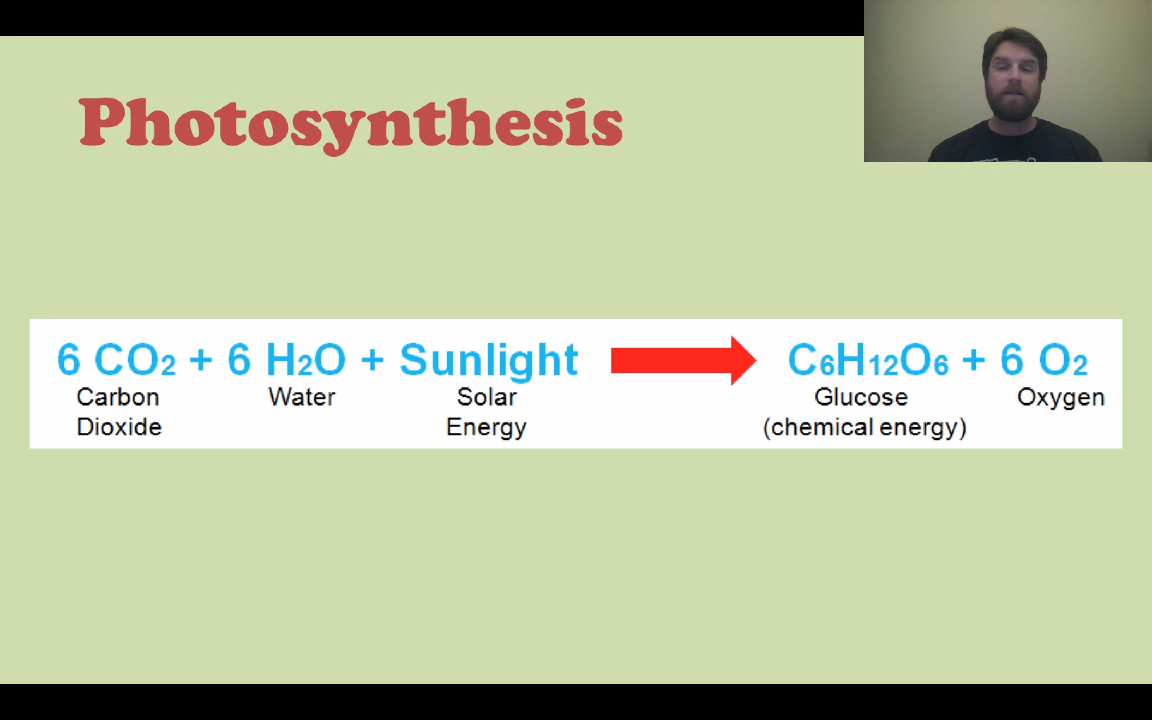 Photosynthesis
6 CO₂ + 6 H₂O + Sunlight C₆H₁₂O₆ + 6 O₂
Carbon Dioxide Water Solar Energy Glucose (chemical energy) Oxygen